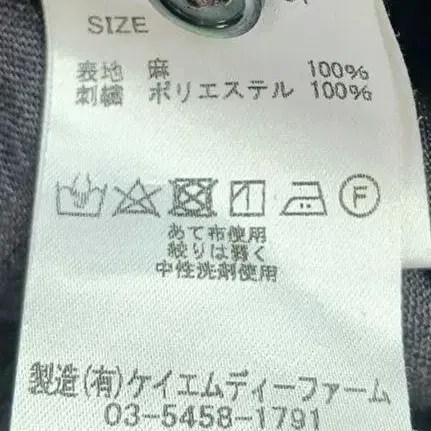 SIZE
表地 麻 100%
刺繍 ポリエステル 100%
F
あて布使用
絞りは弱く
中性洗剤使用
製造(有)ケイエムディーファーム
03-5458-1791